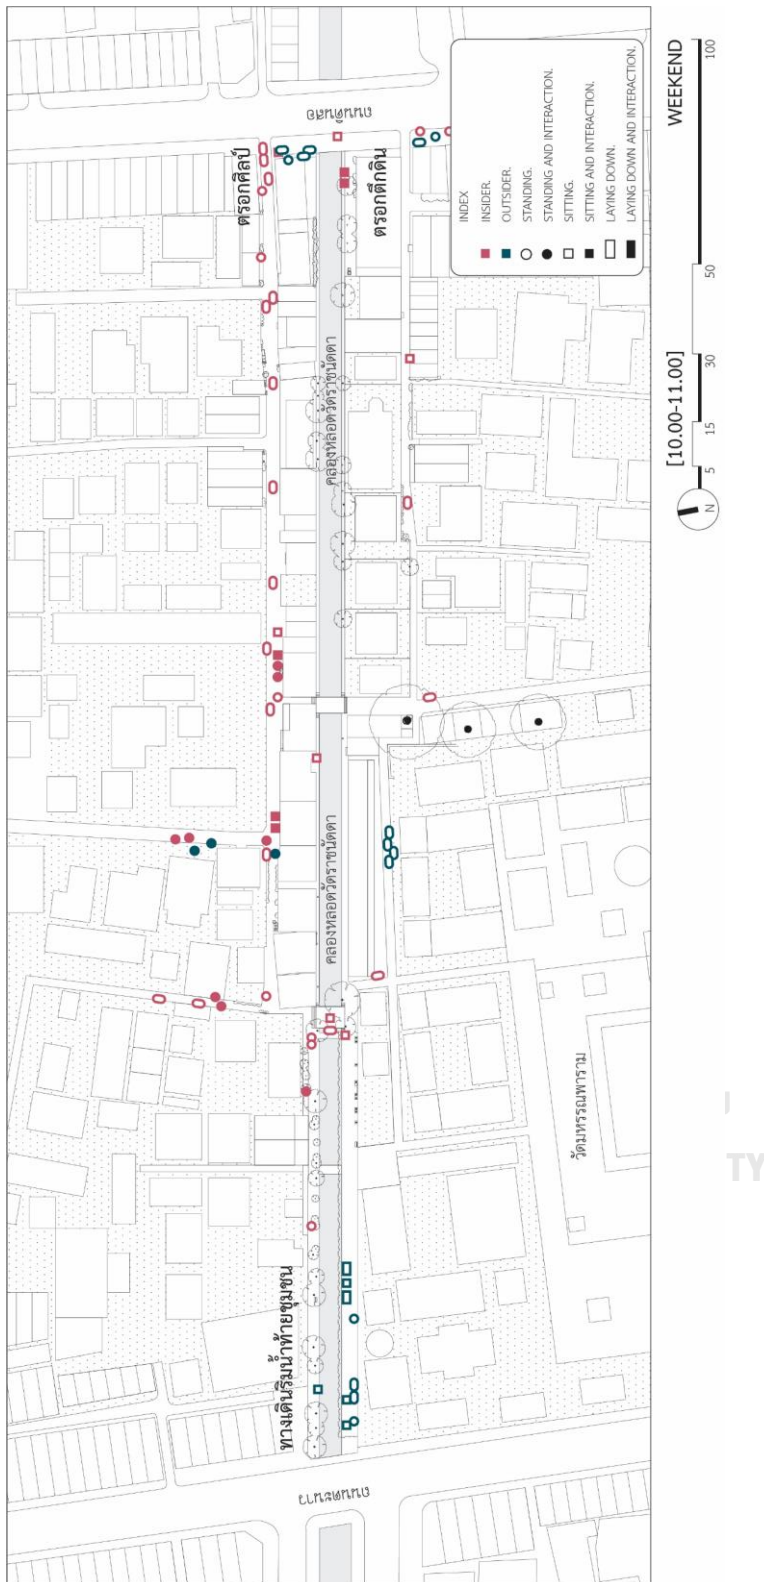 ถนนดินสอ
ตรอกศิลป์
ตรอกตึกดิน
คลองหลอดวัดราชนัดดา
คลองหลอดวัดราชนัดดา
วัดมหรรณพาราม
ทางเดินริมน้ำท้ายชุมชน
ถนนตะนาว
INDEX
INSIDER.
OUTSIDER.
STANDING.
STANDING AND INTERACTION.
SITTING.
SITTING AND INTERACTION.
LAYING DOWN.
LAYING DOWN AND INTERACTION.
[10.00-11.00]
WEEKEND
N
5 15 30 50 100
TY